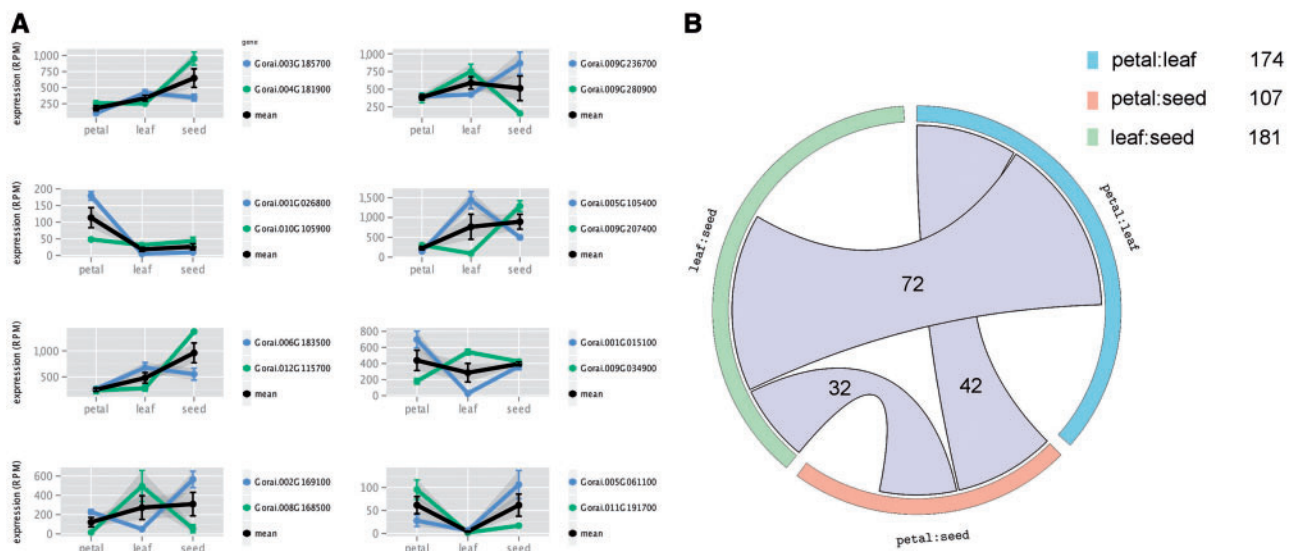 A
expression (RPM)
1,000
750
500
250
petal leaf seed
gene
Gorai.003G185700
Gorai.004G181900
mean
1,000
750
500
250
petal leaf seed
Gorai.009G236700
Gorai.009G280900
mean
expression (RPM)
200
150
100
50
0
petal leaf seed
Gorai.001G026800
Gorai.010G105900
mean
1,500
1,000
500
0
petal leaf seed
Gorai.005G105400
Gorai.009G207400
mean
expression (RPM)
1,000
500
petal leaf seed
Gorai.006G183500
Gorai.012G115700
mean
800
600
400
200
0
petal leaf seed
Gorai.001G015100
Gorai.009G034900
mean
expression (RPM)
600
400
200
0
petal leaf seed
Gorai.002G169100
Gorai.008G168500
mean
100
50
0
petal leaf seed
Gorai.005G061100
Gorai.011G191700
mean
B
petal:leaf 174
petal:seed 107
leaf:seed 181
leaf:seed
petal:leaf
petal:seed
72
32
42